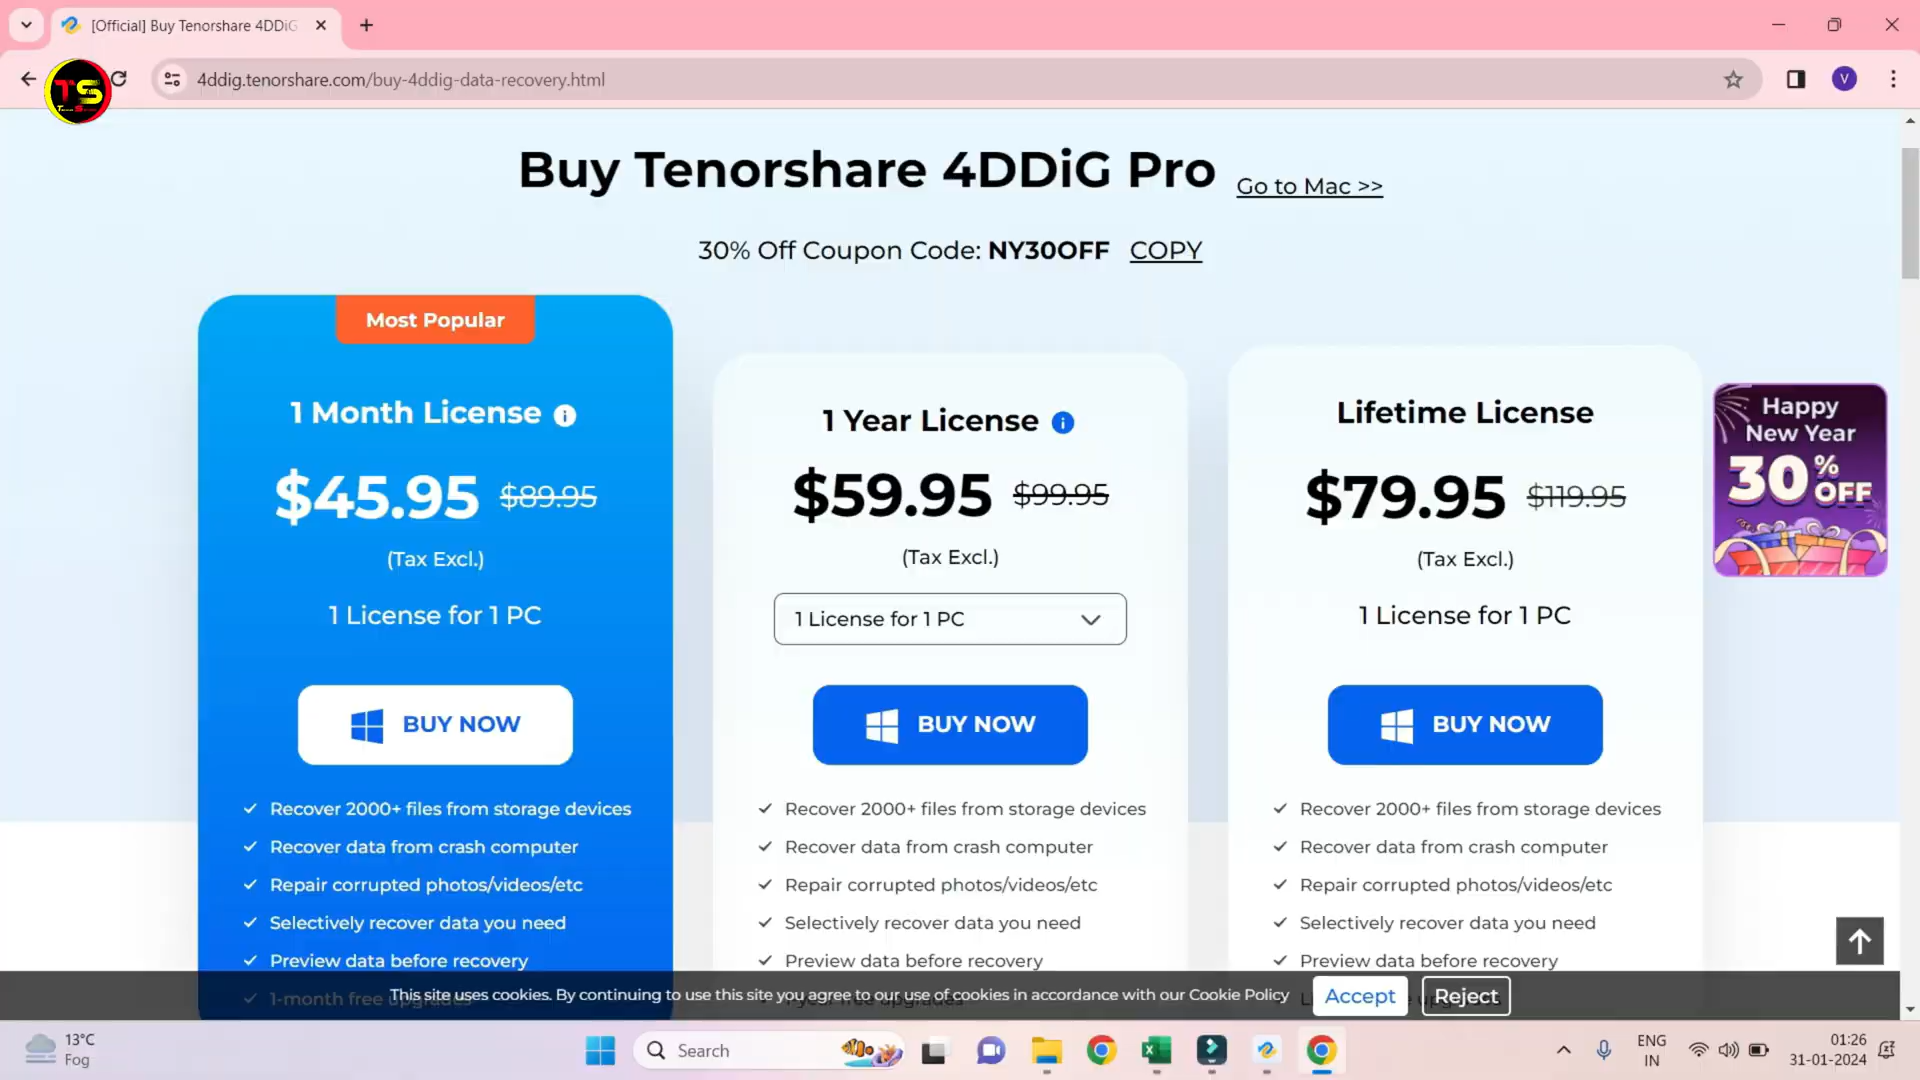 [Official] Buy Tenorshare 4DDiG
4ddig.tenorshare.com/buy-4ddig-data-recovery.html
V
TS
Buy Tenorshare 4DDiG Pro
Go to Mac >>
30% Off Coupon Code: NY30OFF COPY
Most Popular
1 Month License
$45.95 $89.95
(Tax Excl.)
1 License for 1 PC
BUY NOW
Recover 2000+ files from storage devices
Recover data from crash computer
Repair corrupted photos/videos/etc
Selectively recover data you need
Preview data before recovery
1-month free upgrades
1 Year License
$59.95 $99.95
(Tax Excl.)
1 License for 1 PC
BUY NOW
Recover 2000+ files from storage devices
Recover data from crash computer
Repair corrupted photos/videos/etc
Selectively recover data you need
Preview data before recovery
Lifetime License
$79.95 $119.95
(Tax Excl.)
1 License for 1 PC
BUY NOW
Recover 2000+ files from storage devices
Recover data from crash computer
Repair corrupted photos/videos/etc
Selectively recover data you need
Preview data before recovery
Happy
New Year
30% OFF
This site uses cookies. By continuing to use this site you agree to our use of cookies in accordance with our Cookie Policy
Accept
Reject
13°C
Fog
Search
ENG
IN
01:26
31-01-2024